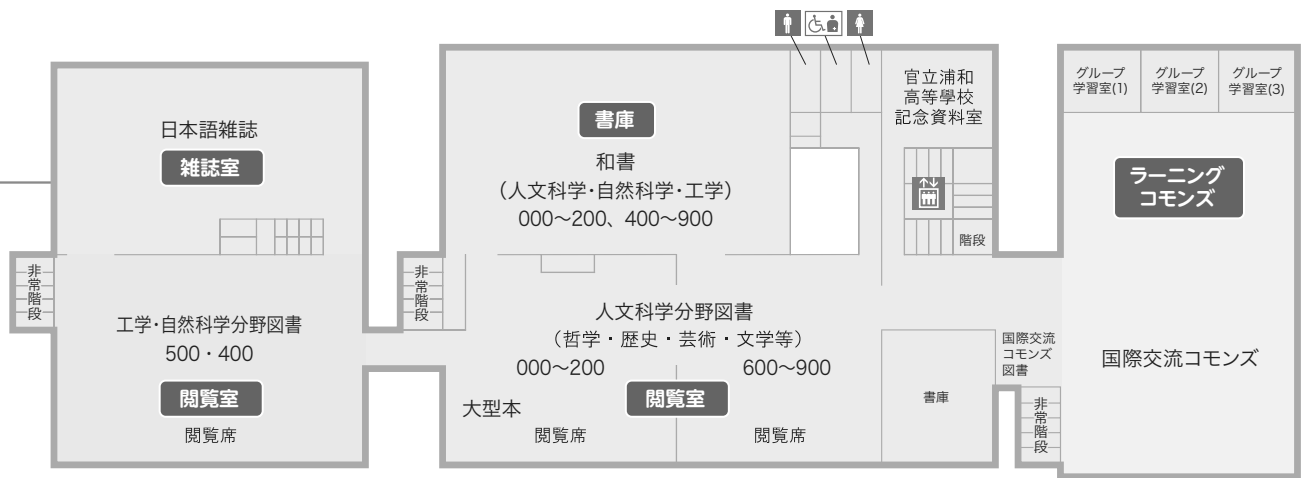 日本語雑誌
雑誌室
非常階段
工学・自然科学分野図書
500・400
閲覧室
閲覧席
書庫
和書
（人文科学・自然科学・工学）
000～200、400～900
官立浦和
高等學校
記念資料室
階段
非常階段
人文科学分野図書
（哲学・歴史・芸術・文学等）
000～200
600～900
大型本
閲覧室
閲覧席
閲覧席
書庫
国際交流
コモンズ
図書
非常階段
グループ
学習室(1)
グループ
学習室(2)
グループ
学習室(3)
ラーニング
コモンズ
国際交流コモンズ